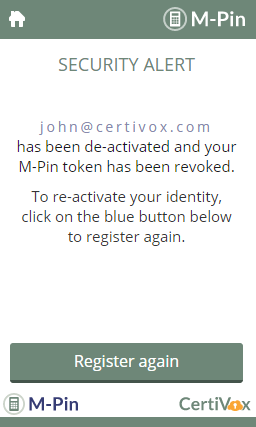 M-Pin
SECURITY ALERT
john@certivox.com
has been de-activated and your
M-Pin token has been revoked.
To re-activate your identity,
click on the blue button below
to register again.
Register again
M-Pin
CertiVox